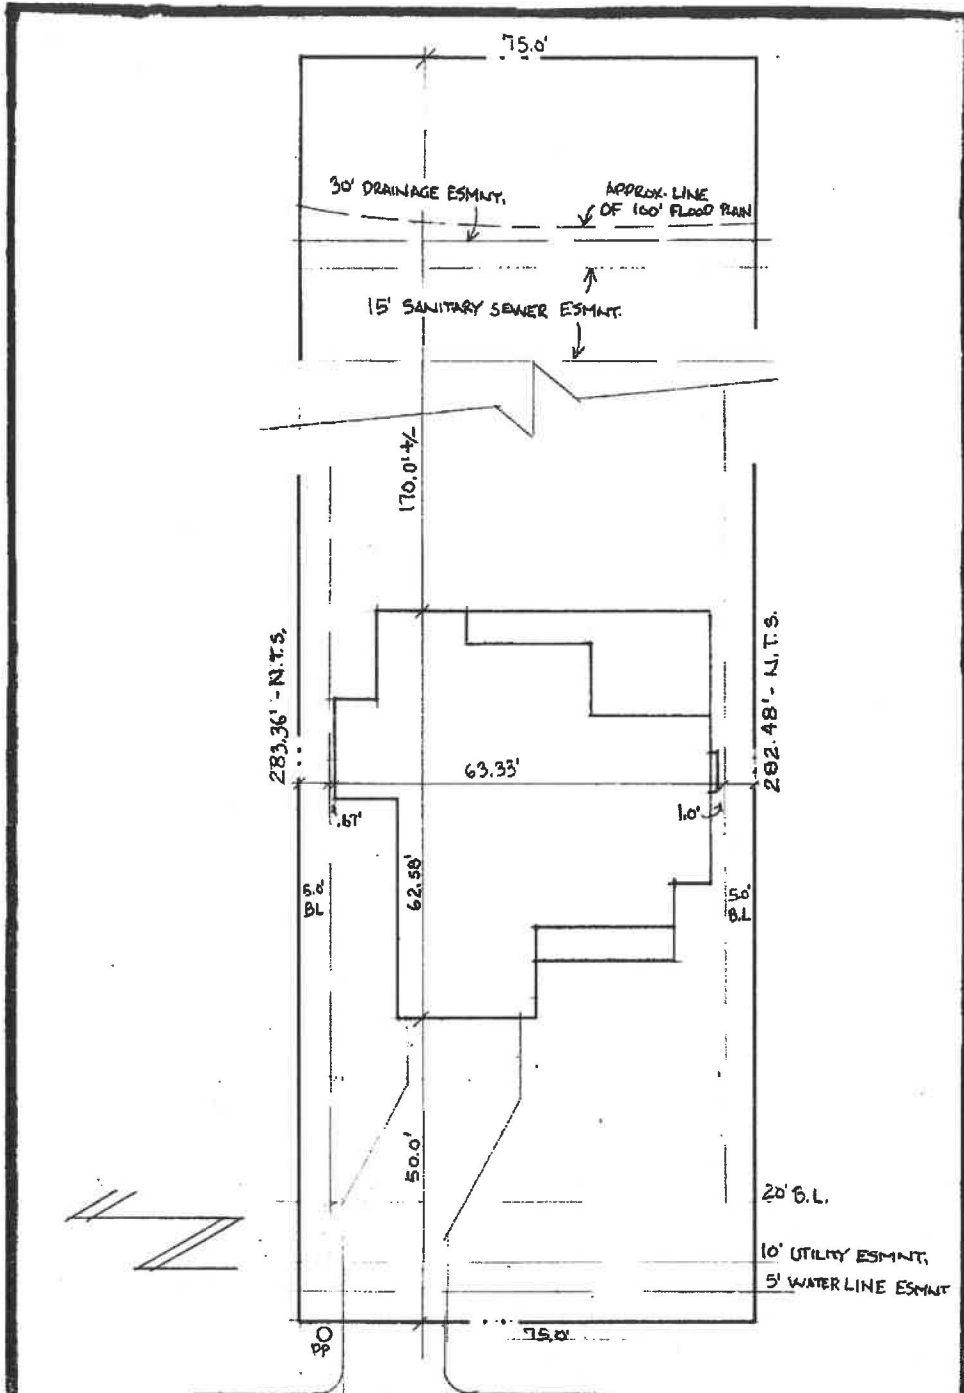 75.0'
30' DRAINAGE ESMNT.
APPROX. LINE
OF 100' FLOOD PLAIN
15' SANITARY SEWER ESMNT.
170.0' +/-
283.36' - N.T.S.
282.48' - N.T.S.
63.33'
.67'
1.0'
62.58'
5.0'
BL
5.0'
B.L
50.0'
20' B.L.
10' UTILITY ESMNT.
5' WATER LINE ESMNT
75.0'
PP